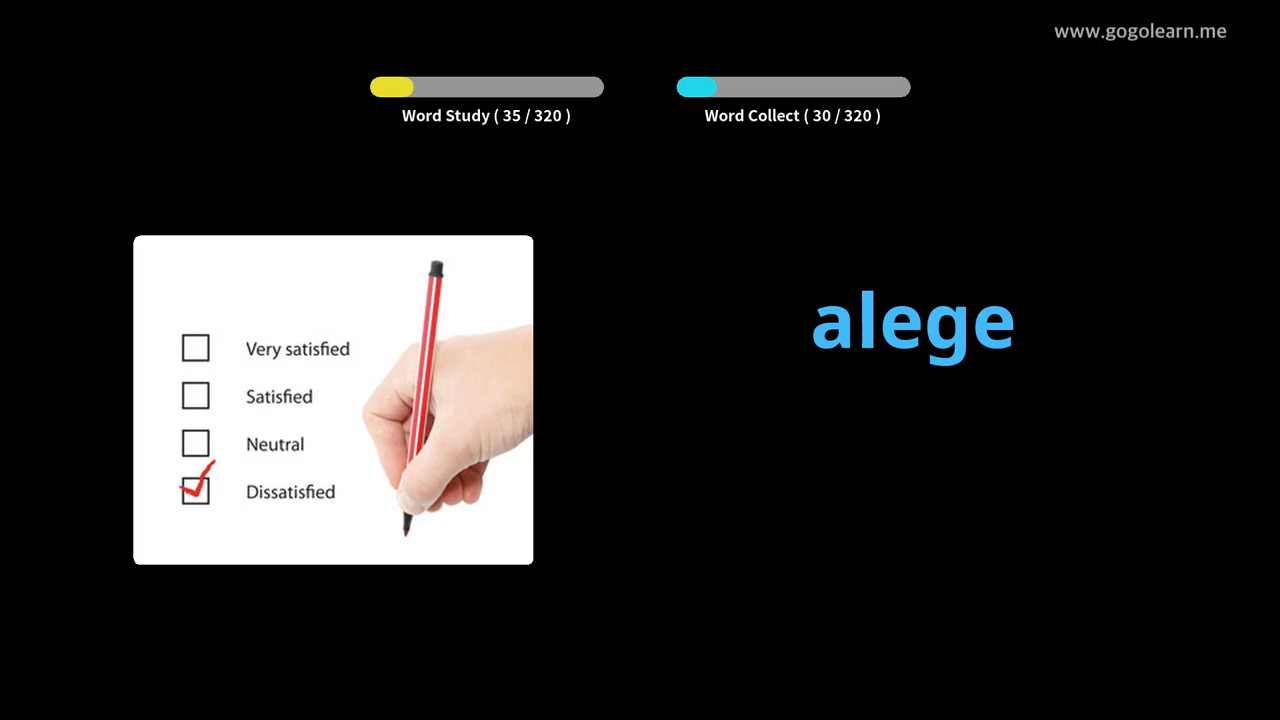 www.gogolearn.me
Word Study ( 35 / 320 )
Word Collect ( 30 / 320 )
Very satisfied
Satisfied
Neutral
Dissatisfied
alege